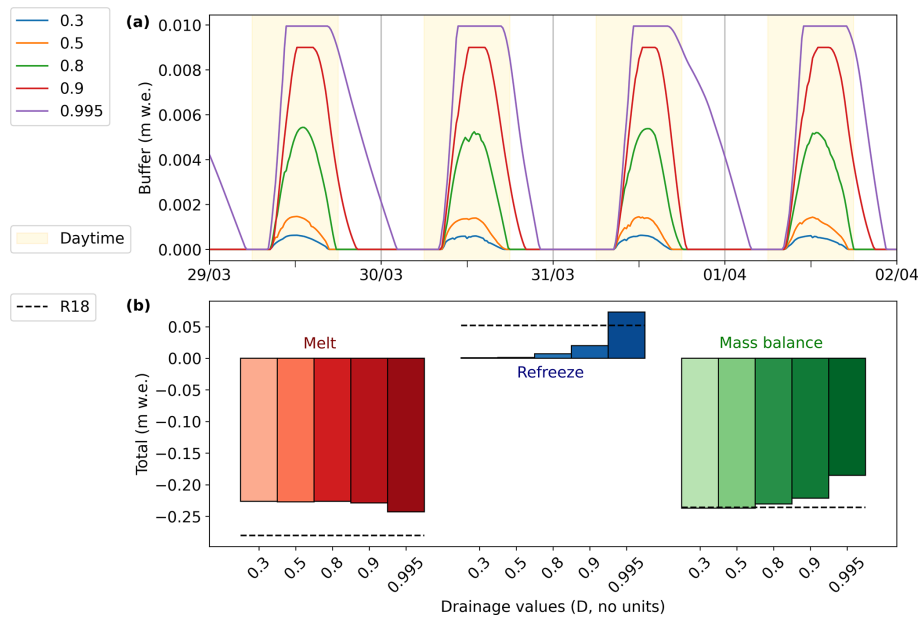 0.3
0.5
0.8
0.9
0.995
Daytime
R18
(a)
Buffer (m w.e.)
0.010
0.008
0.006
0.004
0.002
0.000
29/03 30/03 31/03 01/04 02/04
(b)
Total (m w.e.)
0.05
0.00
−0.05
−0.10
−0.15
−0.20
−0.25
Melt
Refreeze
Mass balance
0.3 0.5 0.8 0.9 0.995 0.3 0.5 0.8 0.9 0.995 0.3 0.5 0.8 0.9 0.995
Drainage values (D, no units)